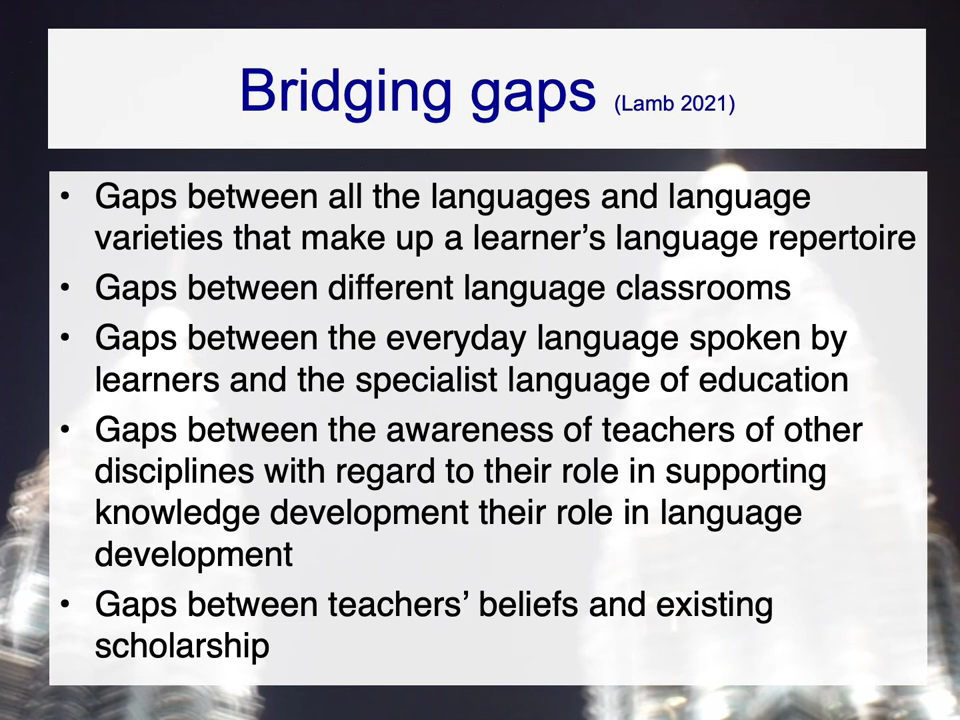 Bridging gaps (Lamb 2021)
• Gaps between all the languages and language
varieties that make up a learner’s language repertoire
• Gaps between different language classrooms
• Gaps between the everyday language spoken by
learners and the specialist language of education
• Gaps between the awareness of teachers of other
disciplines with regard to their role in supporting
knowledge development their role in language
development
• Gaps between teachers’ beliefs and existing
scholarship